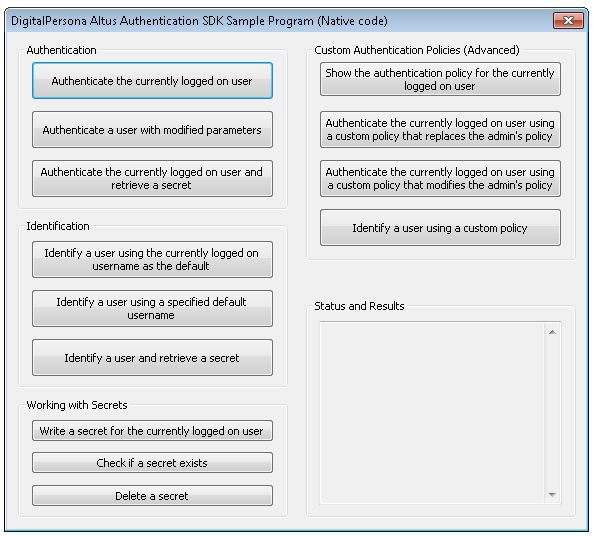 DigitalPersona Altus Authentication SDK Sample Program (Native code)
Authentication
Authenticate the currently logged on user
Authenticate a user with modified parameters
Authenticate the currently logged on user and
retrieve a secret
Identification
Identify a user using the currently logged on
username as the default
Identify a user using a specified default
username
Identify a user and retrieve a secret
Working with Secrets
Write a secret for the currently logged on user
Check if a secret exists
Delete a secret
Custom Authentication Policies (Advanced)
Show the authentication policy for the currently
logged on user
Authenticate the currently logged on user using
a custom policy that replaces the admin's policy
Authenticate the currently logged on user using
a custom policy that modifies the admin's policy
Identify a user using a custom policy
Status and Results